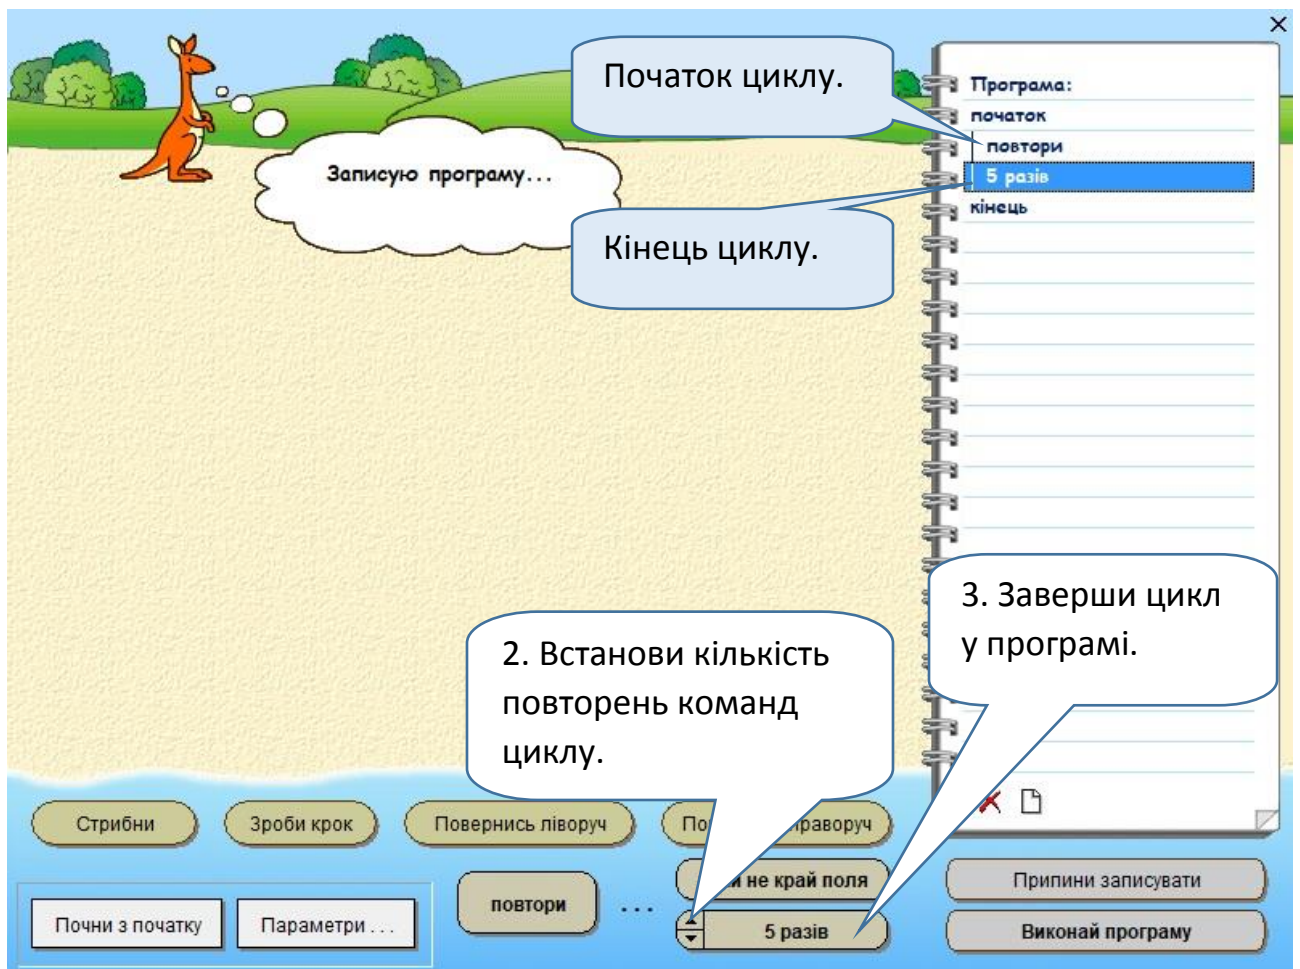 Початок циклу.
Програма:
початок
повтори
5 разів
кінець
Записую програму...
Кінець циклу.
3. Заверши цикл
у програмі.
2. Встанови кількість
повторень команд
циклу.
Стрибни
Зроби крок
Повернись ліворуч
По раворуч
и не край поля
Припини записувати
Почни з початку
Параметри ...
повтори
...
5 разів
Виконай програму